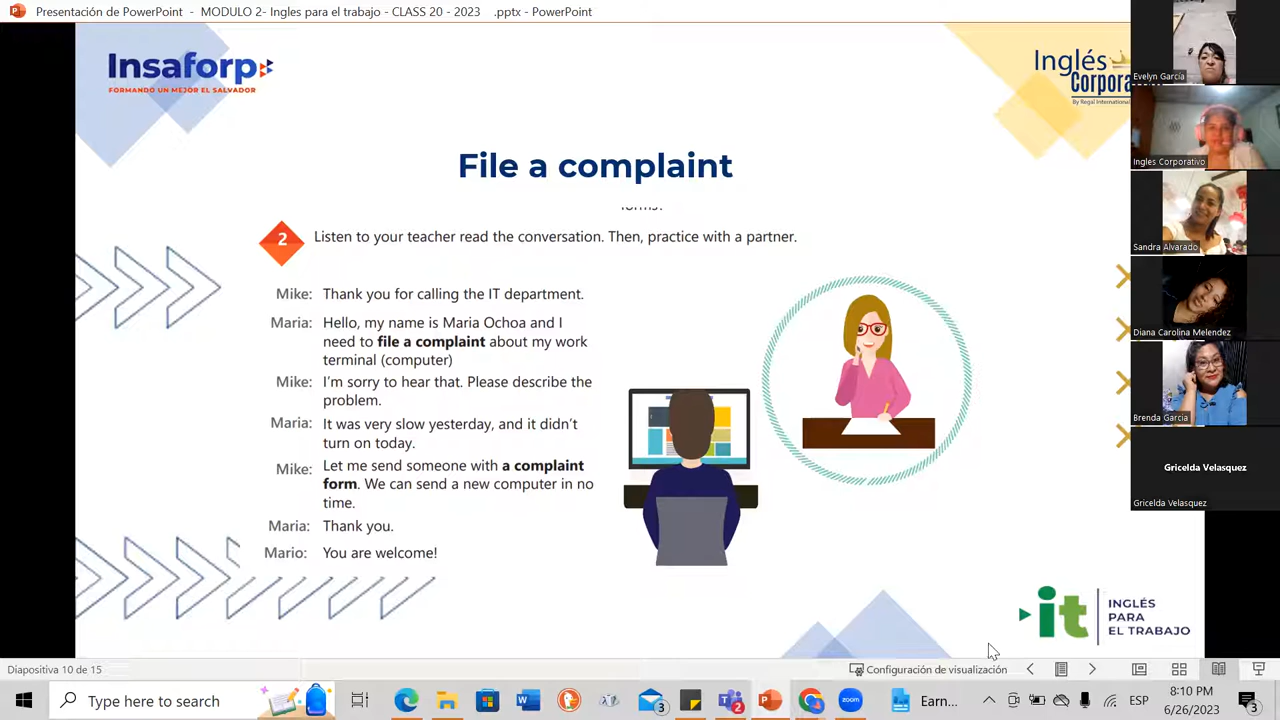 Presentación de PowerPoint - MODULO 2- Ingles para el trabajo - CLASS 20 - 2023 .pptx - PowerPoint
Insaforp
FORMANDO UN MEJOR EL SALVADOR
Inglés
By Regal International
Evelyn García
Ingles Corporativo
Sandra Alvarado
Diana Carolina Melendez
Brenda Garcia
Gricelda Velasquez
Gricelda Velasquez
File a complaint
2
Listen to your teacher read the conversation. Then, practice with a partner.
Mike: Thank you for calling the IT department.
Maria: Hello, my name is Maria Ochoa and I
need to file a complaint about my work
terminal (computer)
Mike: I'm sorry to hear that. Please describe the
problem.
Maria: It was very slow yesterday, and it didn't
turn on today.
Mike: Let me send someone with a complaint
form. We can send a new computer in no
time.
Maria: Thank you.
Mario: You are welcome!
it INGLÉS
PARA
EL TRABAJO
Diapositiva 10 de 15
Configuración de visualización
Type here to search
3
2
zoom
Earn...
ESP
8:10 PM
6/26/2023
3